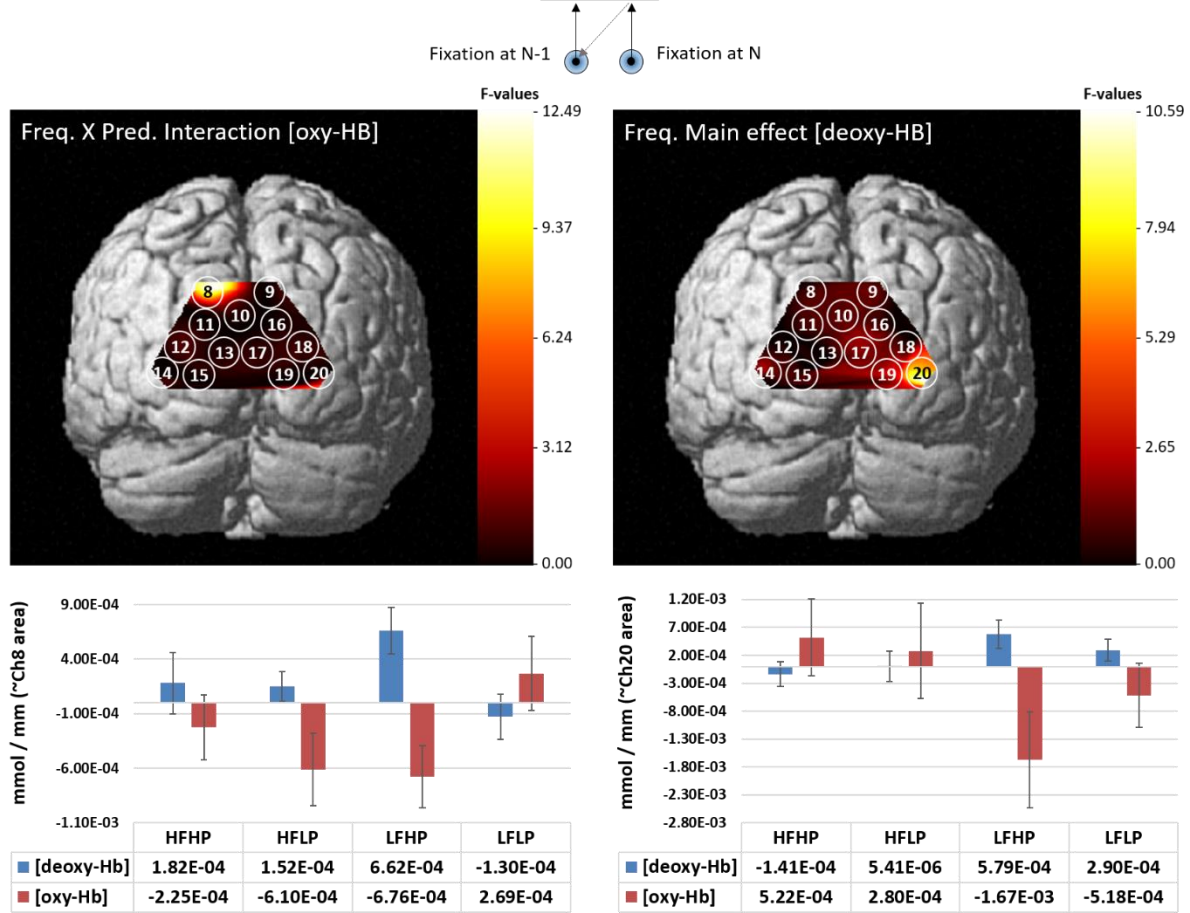 Fixation at N-1
Fixation at N
F-values
12.49
Freq. X Pred. Interaction [oxy-HB]
9.37
6.24
3.12
0.00
8
9
10
11
16
12
13
17
18
14
15
19
20
F-values
10.59
Freq. Main effect [deoxy-HB]
7.94
5.29
2.65
0.00
8
9
10
11
16
12
13
17
18
14
15
19
20
mmol / mm (~Ch8 area)
9.00E-04
4.00E-04
-1.00E-04
-6.00E-04
-1.10E-03
HFHP HFLP LFHP LFLP
[deoxy-Hb] 1.82E-04 1.52E-04 6.62E-04 -1.30E-04
[oxy-Hb] -2.25E-04 -6.10E-04 -6.76E-04 2.69E-04
mmol / mm (~Ch20 area)
1.20E-03
7.00E-04
2.00E-04
-3.00E-04
-8.00E-04
-1.30E-03
-1.80E-03
-2.30E-03
-2.80E-03
HFHP HFLP LFHP LFLP
[deoxy-Hb] -1.41E-04 5.41E-06 5.79E-04 2.90E-04
[oxy-Hb] 5.22E-04 2.80E-04 -1.67E-03 -5.18E-04